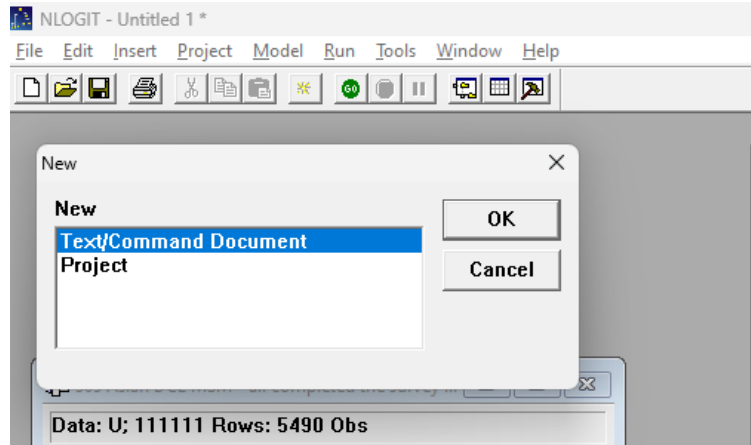 NLOGIT - Untitled 1 *
File Edit Insert Project Model Run Tools Window Help
GO
New
New
Text/Command Document
Project
OK
Cancel
Data: U; 111111 Rows: 5490 Obs